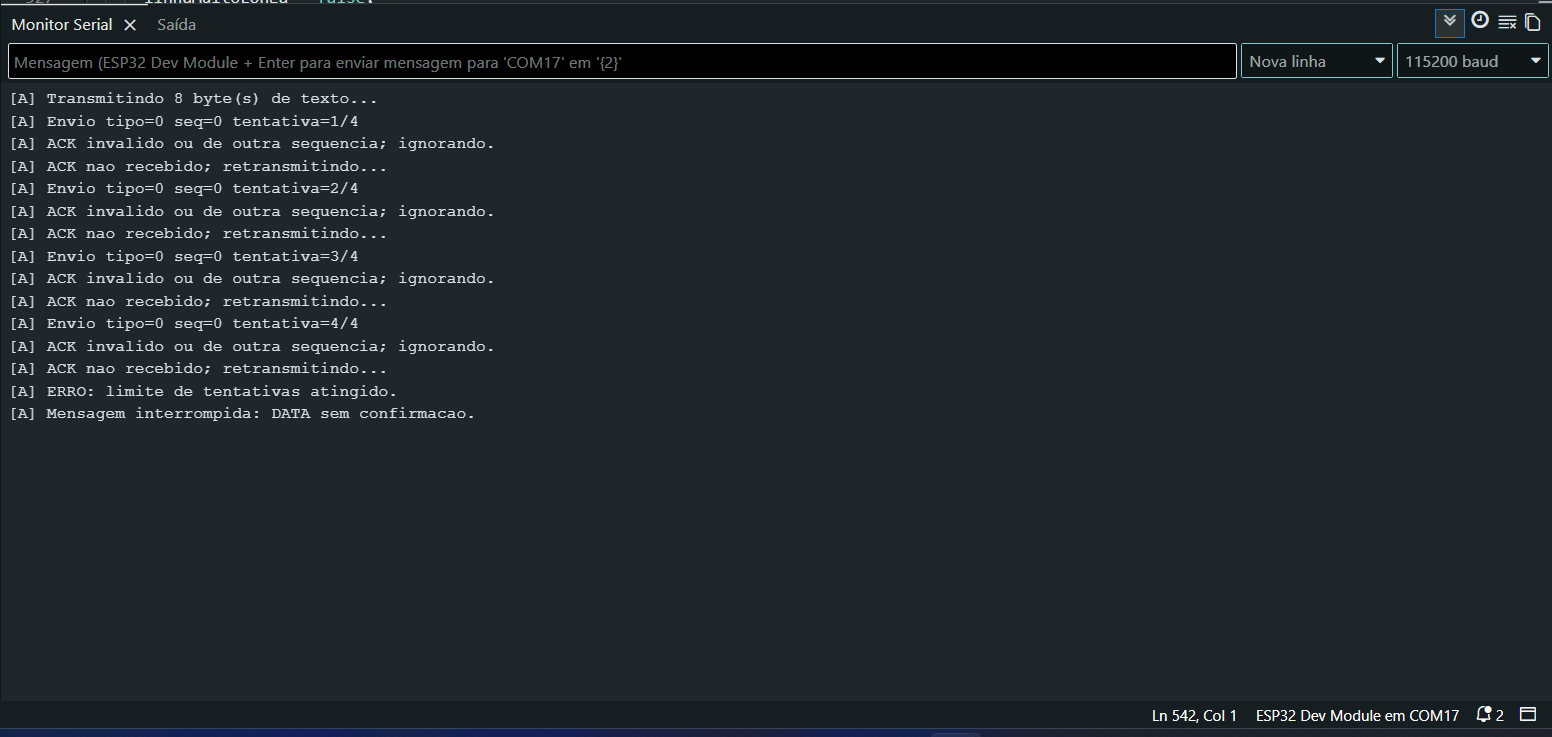 Monitor Serial Saída
Mensagem (ESP32 Dev Module + Enter para enviar mensagem para 'COM17' em '{2}' Nova linha 115200 baud
[A] Transmitindo 8 byte(s) de texto...
[A] Envio tipo=0 seq=0 tentativa=1/4
[A] ACK invalido ou de outra sequencia; ignorando.
[A] ACK nao recebido; retransmitindo...
[A] Envio tipo=0 seq=0 tentativa=2/4
[A] ACK invalido ou de outra sequencia; ignorando.
[A] ACK nao recebido; retransmitindo...
[A] Envio tipo=0 seq=0 tentativa=3/4
[A] ACK invalido ou de outra sequencia; ignorando.
[A] ACK nao recebido; retransmitindo...
[A] Envio tipo=0 seq=0 tentativa=4/4
[A] ACK invalido ou de outra sequencia; ignorando.
[A] ACK nao recebido; retransmitindo...
[A] ERRO: limite de tentativas atingido.
[A] Mensagem interrompida: DATA sem confirmacao.
Ln 542, Col 1 ESP32 Dev Module em COM17 2